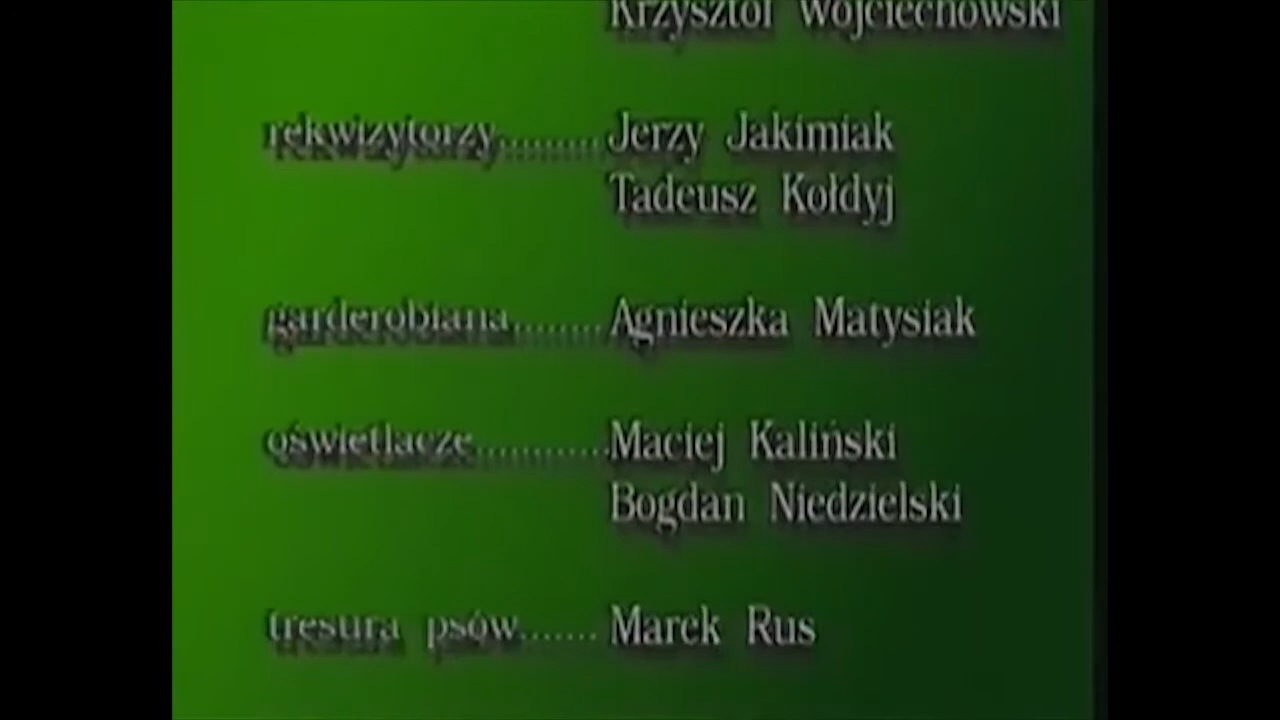 Krzysztof Wojciechowski
rekwizytorzy.........Jerzy Jakimiak
Tadeusz Kołdyj
garderobiana........Agnieszka Matysiak
oświetlacze............Maciej Kaliński
Bogdan Niedzielski
tresura psów.......Marek Rus